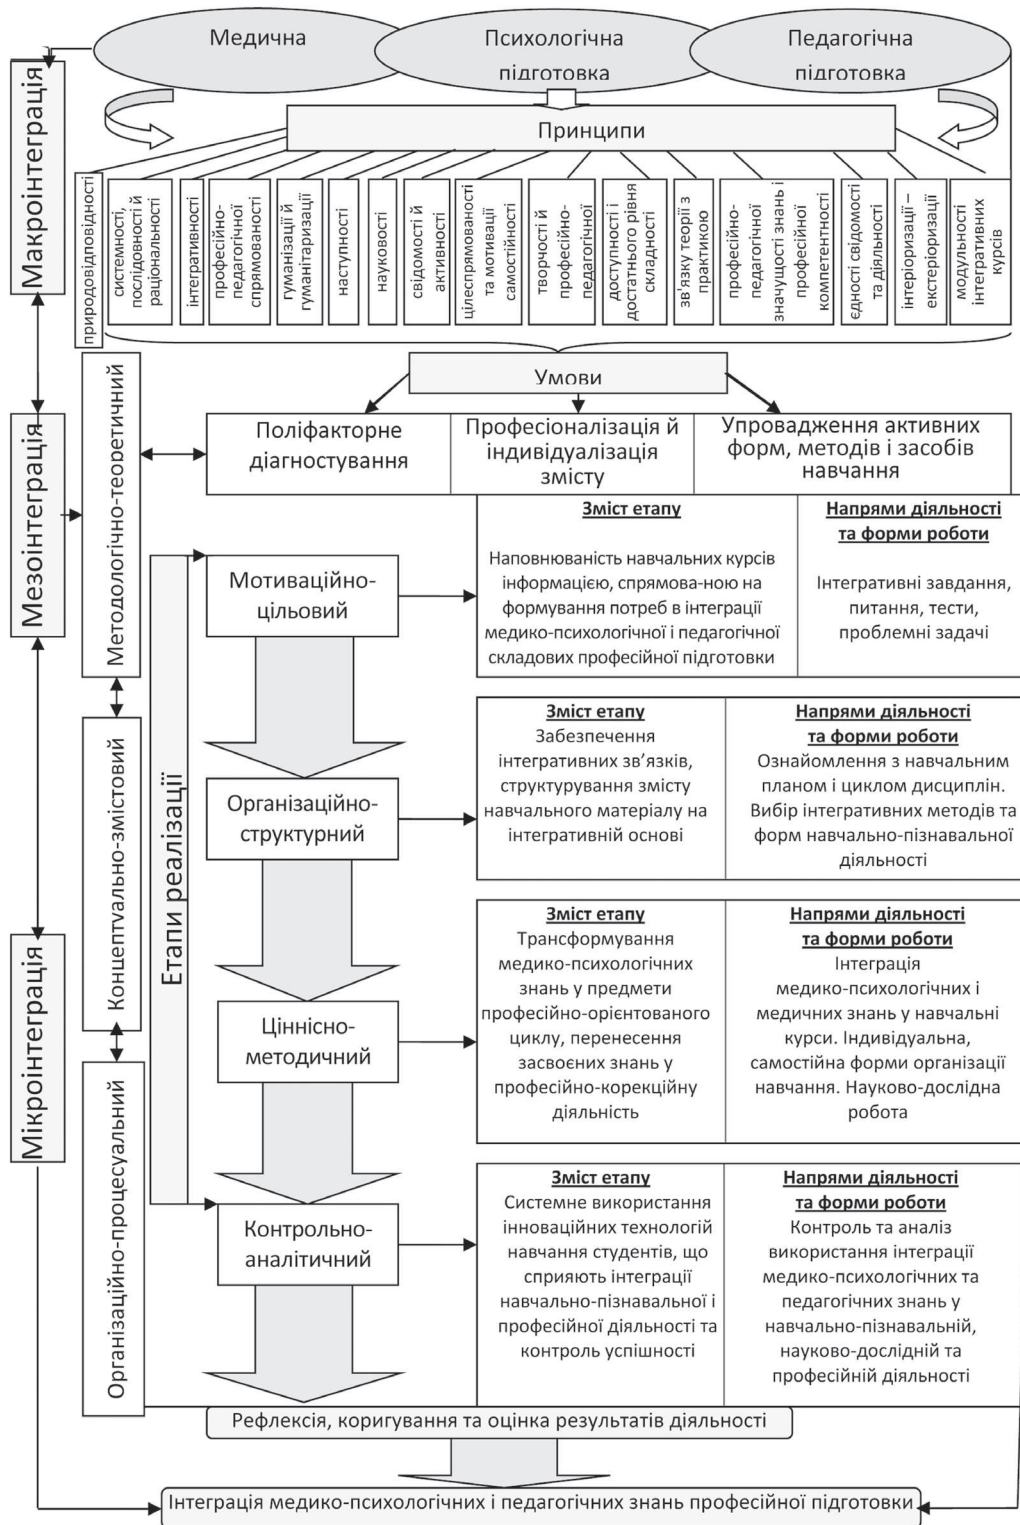 Медична
Психологічна
підготовка
Педагогічна
підготовка
Макроінтеграція
Принципи
природовідповідності
системності,
послідовності й
раціональності
інтегративності
професійно-
педагогічної
спрямованості
гуманізації й
гуманітаризації
наступності
науковості
свідомості й
активності
цілеспрямованості
та мотивації
самостійності
творчості й
професійно-
педагогічної
доступності і
достатнього рівня
складності
зв'язку теорії з
практикою
професійно-
педагогічної
значущості знань і
професійної
компетентності
єдності свідомості
та діяльності
інтеріоризації –
екстеріоризації
модульності
інтегративних
курсів
Умови
Мезоінтеграція
Методологічно-теоретичний
Поліфакторне
діагностування
Професіоналізація й
індивідуалізація
змісту
Упровадження активних
форм, методів і засобів
навчання
Етапи реалізації
Мотиваційно-
цільовий
Зміст етапу
Наповнюваність навчальних курсів
інформацією, спрямова-ною на
формування потреб в інтеграції
медико-психологічної і педагогічної
складових професійної підготовки
Напрями діяльності
та форми роботи
Інтегративні завдання,
питання, тести,
проблемні задачі
Концептуально-змістовий
Організаційно-
структурний
Зміст етапу
Забезпечення
інтегративних зв’язків,
структурування змісту
навчального матеріалу на
інтегративній основі
Напрями діяльності
та форми роботи
Ознайомлення з навчальним
планом і циклом дисциплін.
Вибір інтегративних методів та
форм навчально-пізнавальної
діяльності
Мікроінтеграція
Ціннісно-
методичний
Зміст етапу
Трансформування
медико-психологічних
знань у предмети
професійно-орієнтованого
циклу, перенесення
засвоєних знань у
професійно-корекційну
діяльність
Напрями діяльності
та форми роботи
Інтеграція
медико-психологічних і
медичних знань у навчальні
курси. Індивідуальна,
самостійна форми організації
навчання. Науково-дослідна
робота
Організаційно-процесуальний
Контрольно-
аналітичний
Зміст етапу
Системне використання
інноваційних технологій
навчання студентів, що
сприяють інтеграції
навчально-пізнавальної і
професійної діяльності та
контроль успішності
Напрями діяльності
та форми роботи
Контроль та аналіз
використання інтеграції
медико-психологічних та
педагогічних знань у
навчально-пізнавальній,
науково-дослідній та
професійній діяльності
Рефлексія, коригування та оцінка результатів діяльності
Інтеграція медико-психологічних і педагогічних знань професійної підготовки